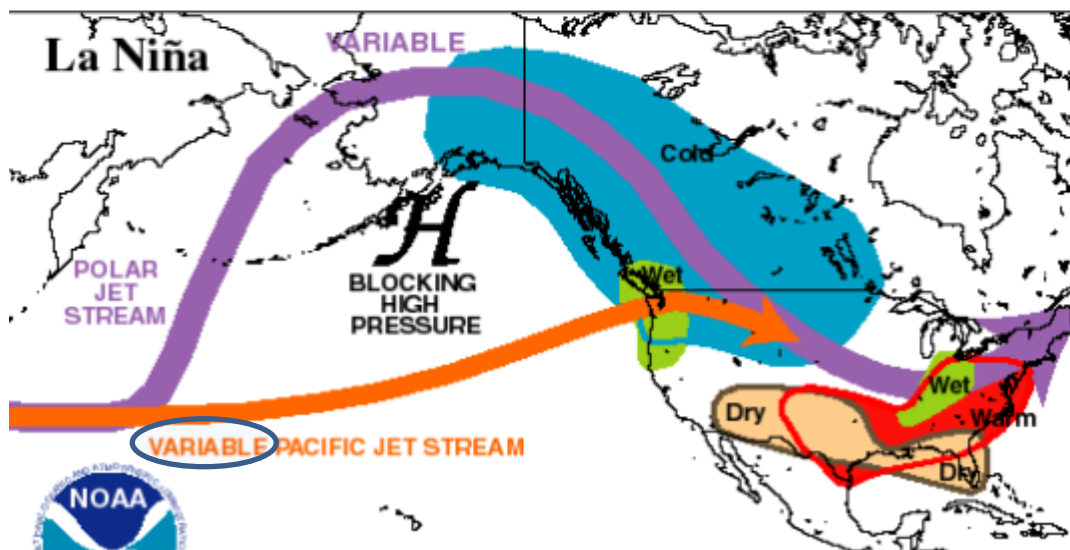 La Niña
VARIABLE
Cold
POLAR
JET
STREAM
H
BLOCKING
HIGH
PRESSURE
Wet
VARIABLE PACIFIC JET STREAM
Wet
Dry
Warm
Dry
NOAA